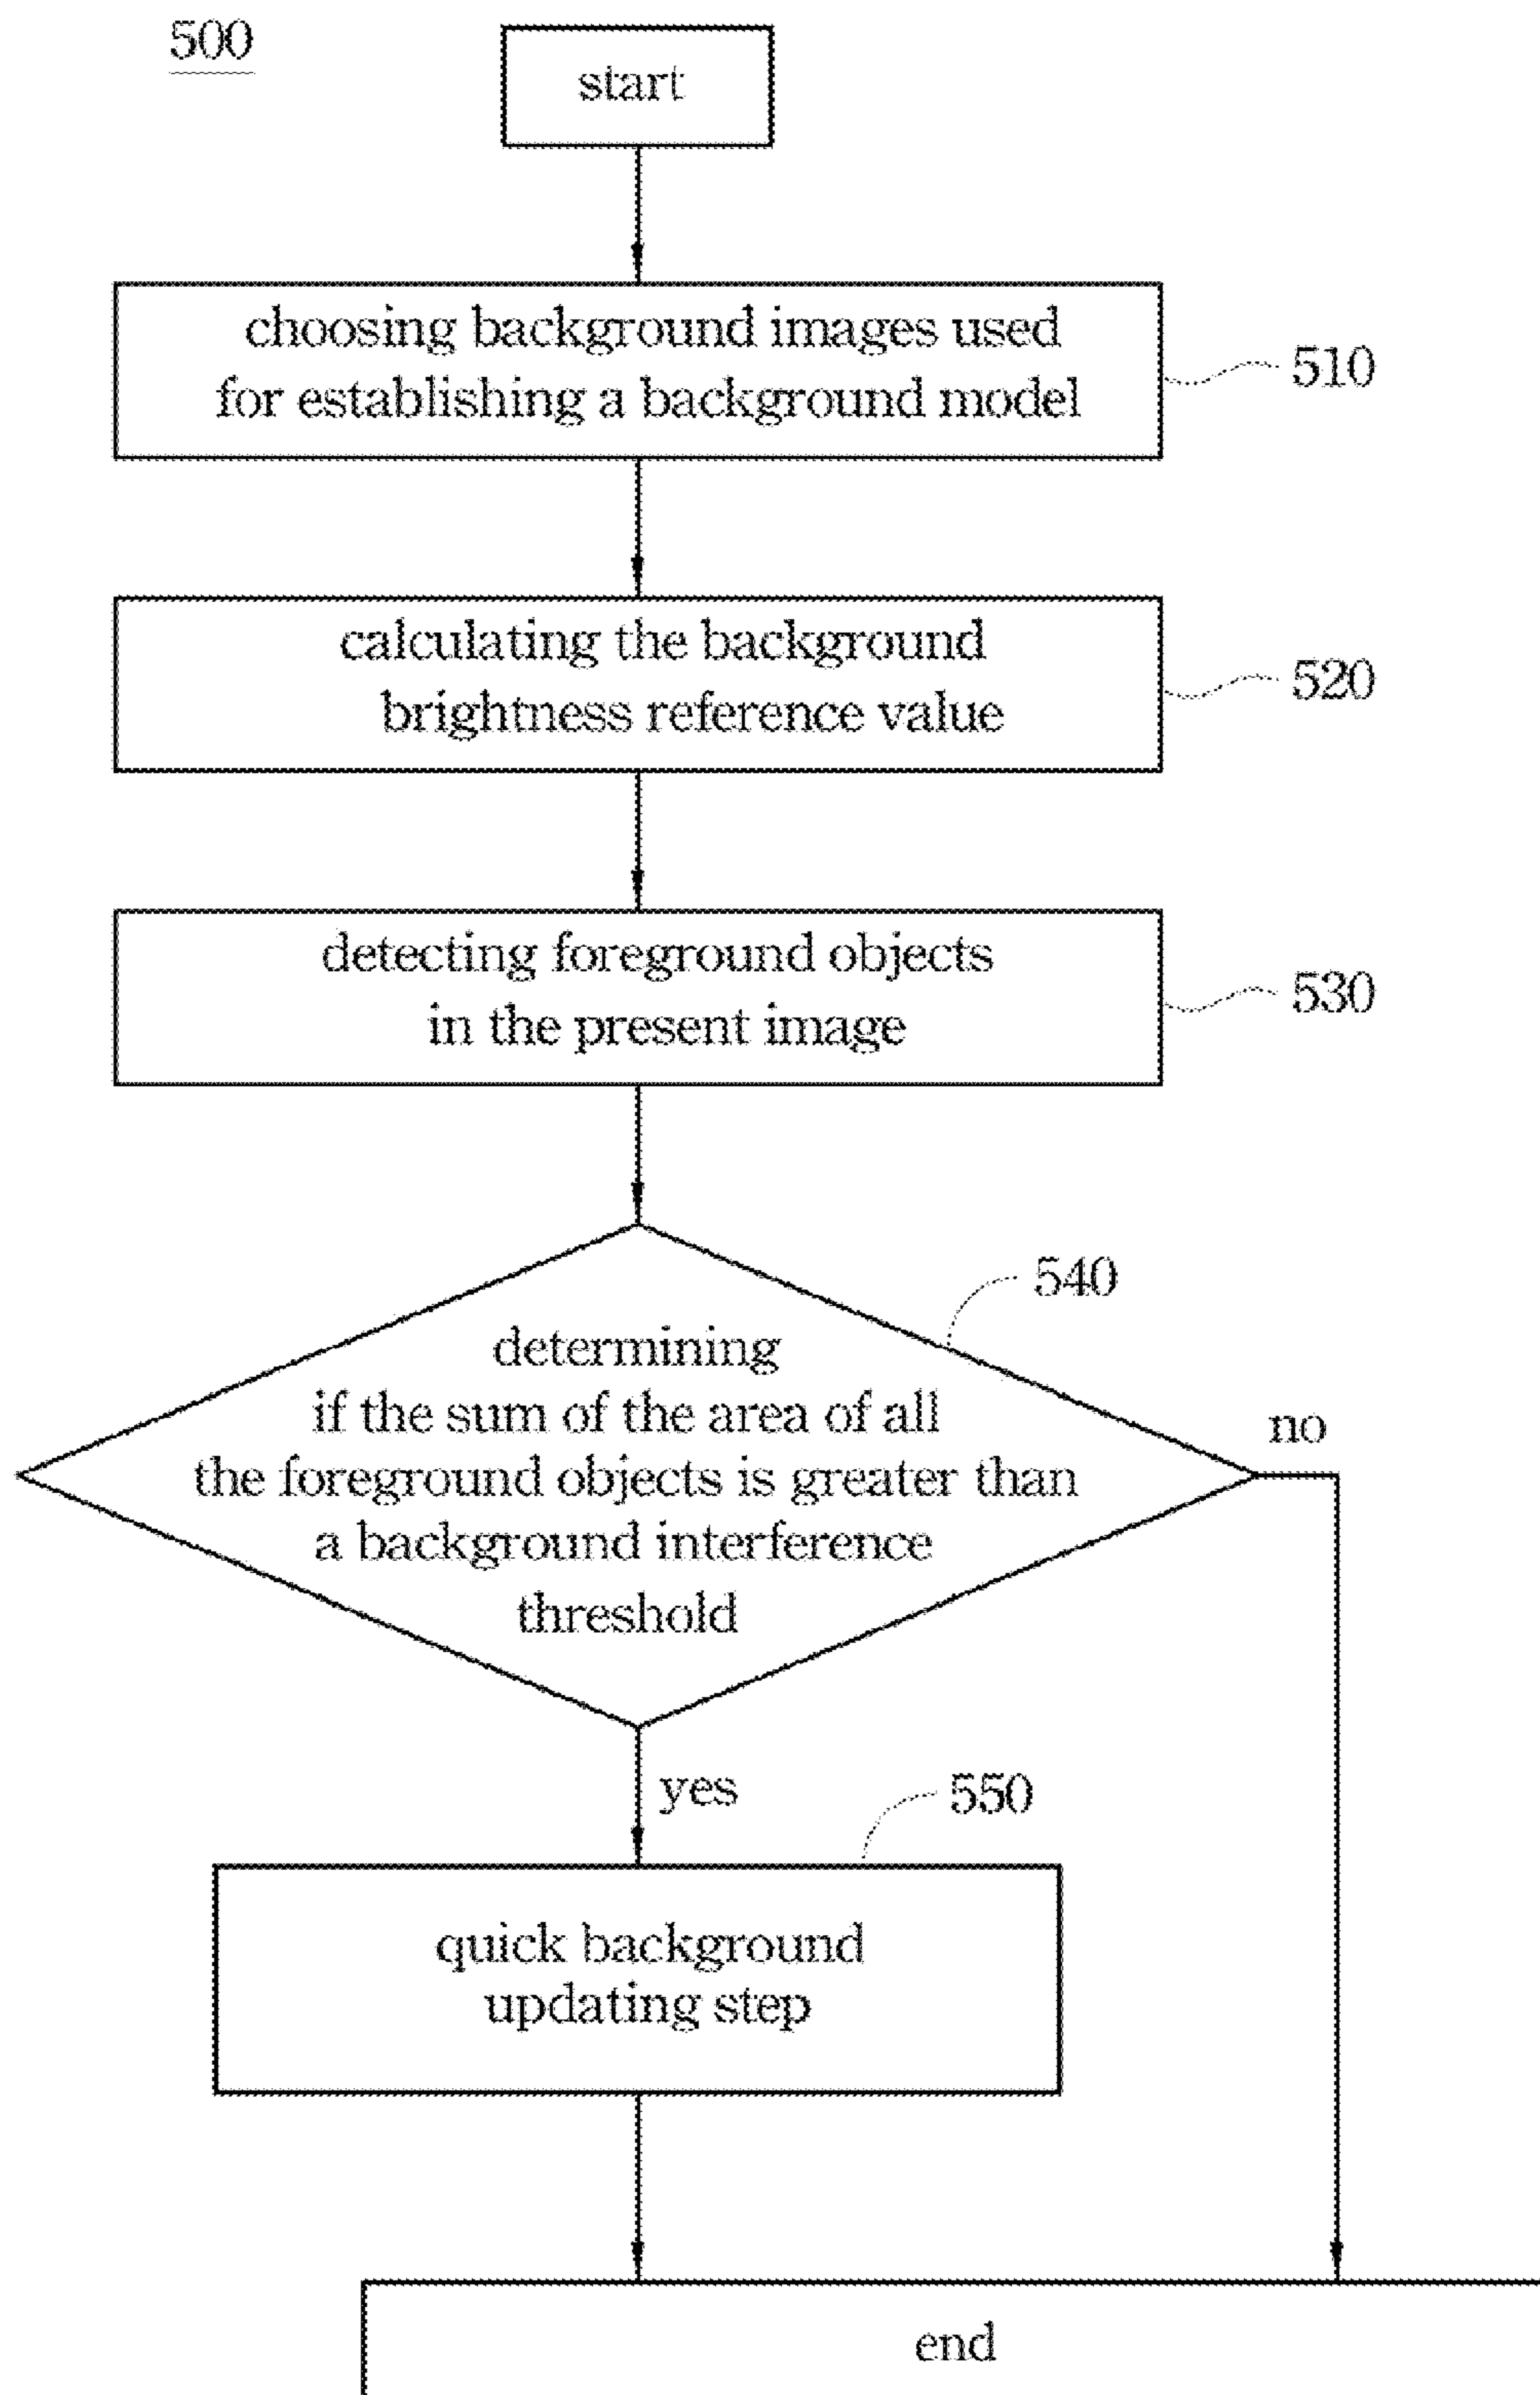 500
start
choosing background images used
for establishing a background model
510
calculating the background
brightness reference value
520
detecting foreground objects
in the present image
530
540
determining
if the sum of the area of all
the foreground objects is greater than
a background interference
threshold
no
yes
550
quick background
updating step
end